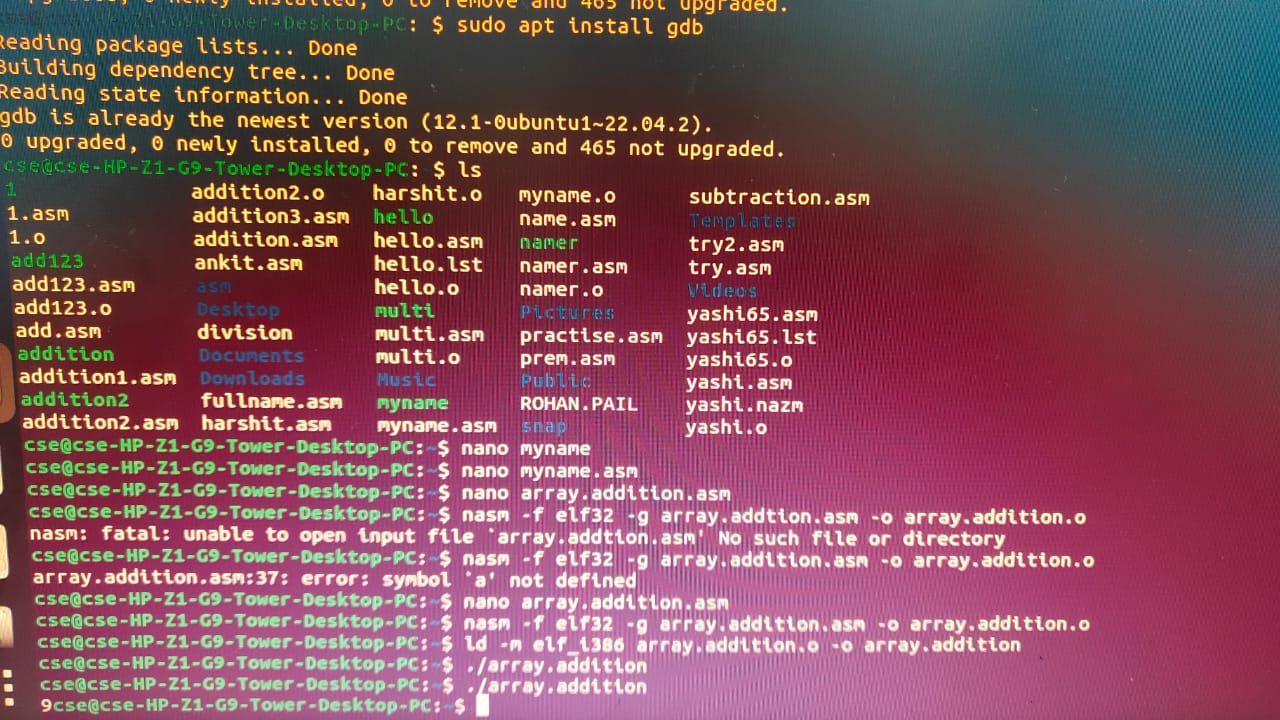 newly installed, 0 to remove and 465 not upgraded.
Tower-Desktop-PC: $ sudo apt install gdb
Reading package lists... Done
Building dependency tree... Done
Reading state information... Done
gdb is already the newest version (12.1-0ubuntu1~22.04.2).
0 upgraded, 0 newly installed, 0 to remove and 465 not upgraded.
cse@cse-HP-Z1-G9-Tower-Desktop-PC: $ ls
1 addition2.o harshit.o myname.o subtraction.asm
1.asm addition3.asm hello name.asm Templates
1.o addition.asm hello.asm namer try2.asm
add123 ankit.asm hello.lst namer.asm try.asm
add123.asm asm hello.o namer.o Videos
add123.o Desktop multi Pictures yashi65.asm
add.asm division multi.asm practise.asm yashi65.lst
addition Documents multi.o prem.asm yashi65.o
addition1.asm Downloads Music Public yashi.asm
addition2 fullname.asm myname ROHAN.PAIL yashi.nazm
addition2.asm harshit.asm myname.asm snap yashi.o
cse@cse-HP-Z1-G9-Tower-Desktop-PC:~$ nano myname
cse@cse-HP-Z1-G9-Tower-Desktop-PC:~$ nano myname.asm
cse@cse-HP-Z1-G9-Tower-Desktop-PC:~$ nano array.addition.asm
cse@cse-HP-Z1-G9-Tower-Desktop-PC:~$ nasm -f elf32 -g array.addtion.asm -o array.addition.o
nasm: fatal: unable to open input file `array.addtion.asm' No such file or directory
cse@cse-HP-Z1-G9-Tower-Desktop-PC:~$ nasm -f elf32 -g array.addition.asm -o array.addition.o
array.addition.asm:37: error: symbol `a' not defined
cse@cse-HP-Z1-G9-Tower-Desktop-PC:~$ nano array.addition.asm
cse@cse-HP-Z1-G9-Tower-Desktop-PC:~$ nasm -f elf32 -g array.addition.asm -o array.addition.o
cse@cse-HP-Z1-G9-Tower-Desktop-PC:~$ ld -m elf_i386 array.addition.o -o array.addition
cse@cse-HP-Z1-G9-Tower-Desktop-PC:~$ ./array.addition
cse@cse-HP-Z1-G9-Tower-Desktop-PC:~$ ./array.addition
9cse@cse-HP-Z1-G9-Tower-Desktop-PC:~$